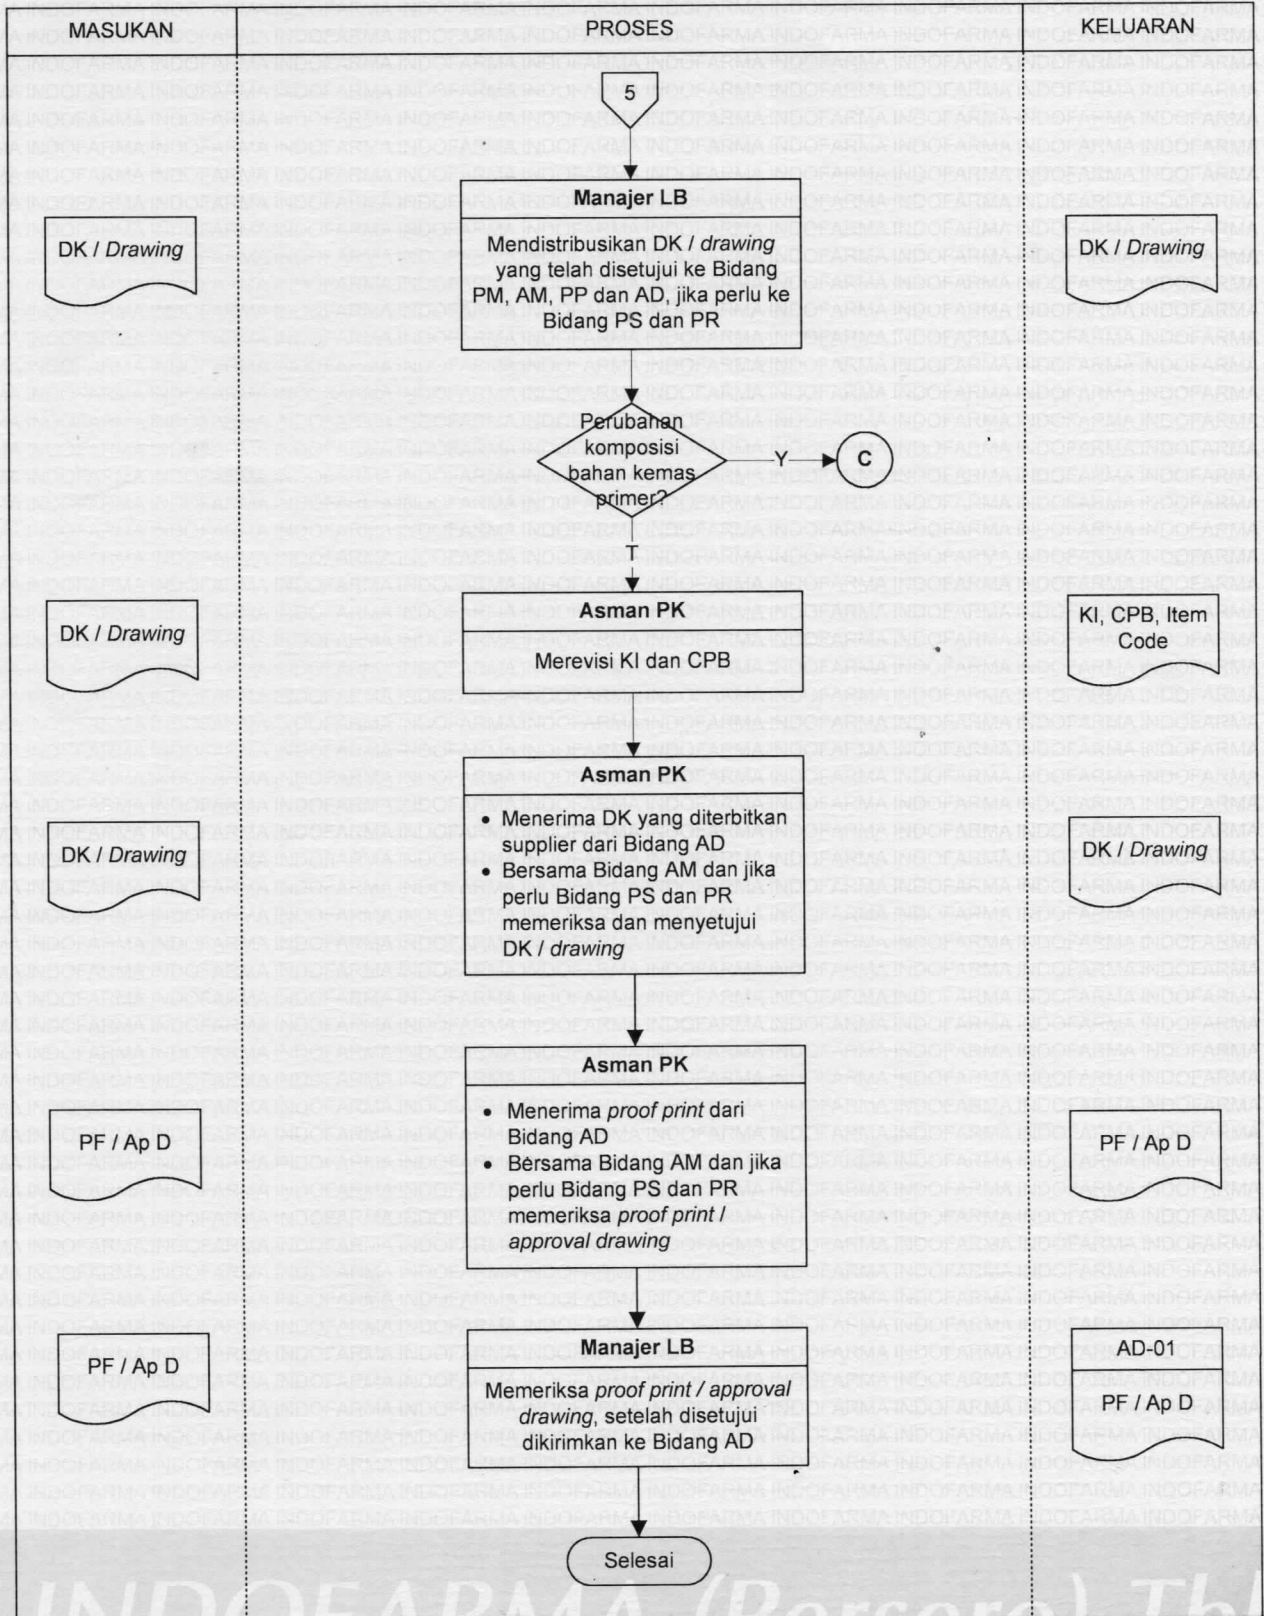 MASUKAN
PROSES
KELUARAN
5
Manajer LB
DK / Drawing
Mendistribusikan DK / drawing
yang telah disetujui ke Bidang
PM, AM, PP dan AD, jika perlu ke
Bidang PS dan PR
DK / Drawing
Perubahan
komposisi
bahan kemas
primer?
Y
C
T
Asman PK
DK / Drawing
Merevisi KI dan CPB
KI, CPB, Item
Code
Asman PK
DK / Drawing
• Menerima DK yang diterbitkan
supplier dari Bidang AD
• Bersama Bidang AM dan jika
perlu Bidang PS dan PR
memeriksa dan menyetujui
DK / drawing
DK / Drawing
Asman PK
PF / Ap D
• Menerima proof print dari
Bidang AD
• Bersama Bidang AM dan jika
perlu Bidang PS dan PR
memeriksa proof print /
approval drawing
PF / Ap D
Manajer LB
PF / Ap D
Memeriksa proof print / approval
drawing, setelah disetujui
dikirimkan ke Bidang AD
AD-01
PF / Ap D
Selesai
INDOFARMA (Persero) Tbk